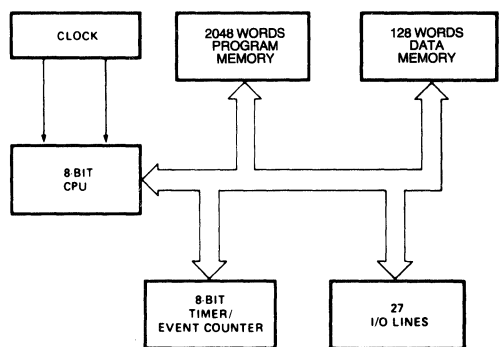 CLOCK
2048 WORDS
PROGRAM
MEMORY
128 WORDS
DATA
MEMORY
8-BIT
CPU
8-BIT
TIMER/
EVENT COUNTER
27
I/O LINES